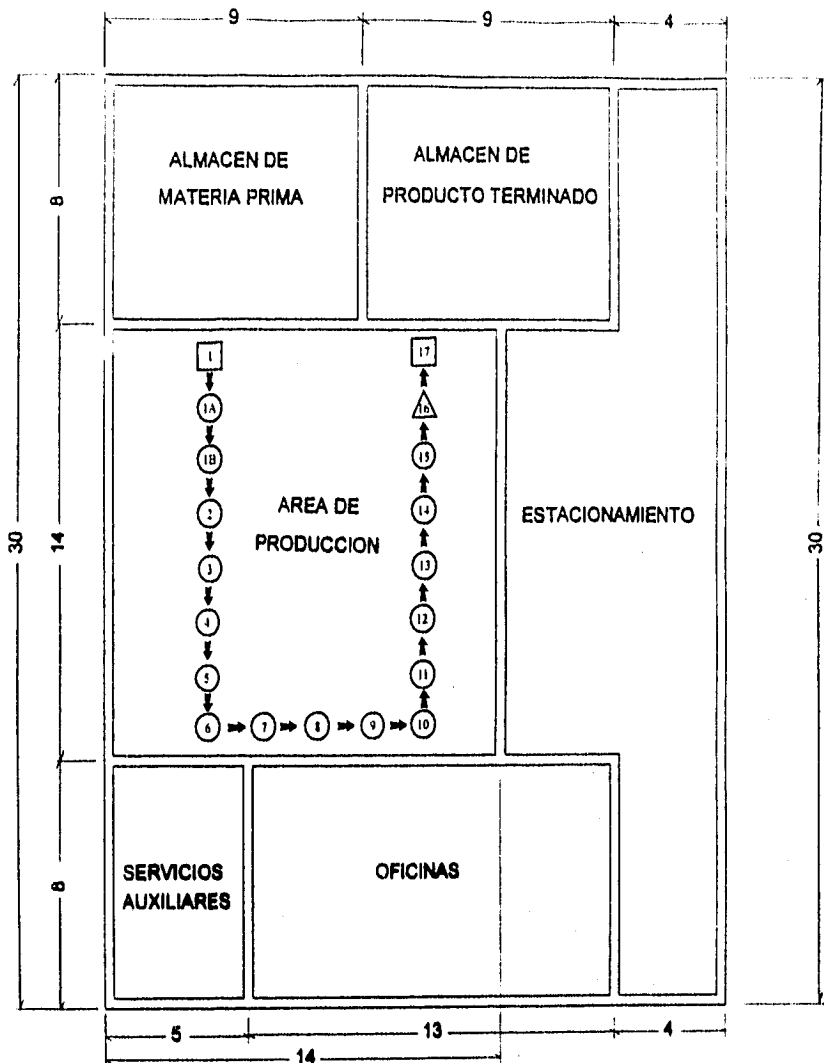 9 9 4
ALMACEN DE
MATERIA PRIMA
ALMACEN DE
PRODUCTO TERMINADO
8
30
14
8
30
1
1A
1B
2
3
4
5
6
7
8
9
10
11
12
13
14
15
16
17
AREA DE
PRODUCCION
ESTACIONAMIENTO
SERVICIOS
AUXILIARES
OFICINAS
5 13 4
14